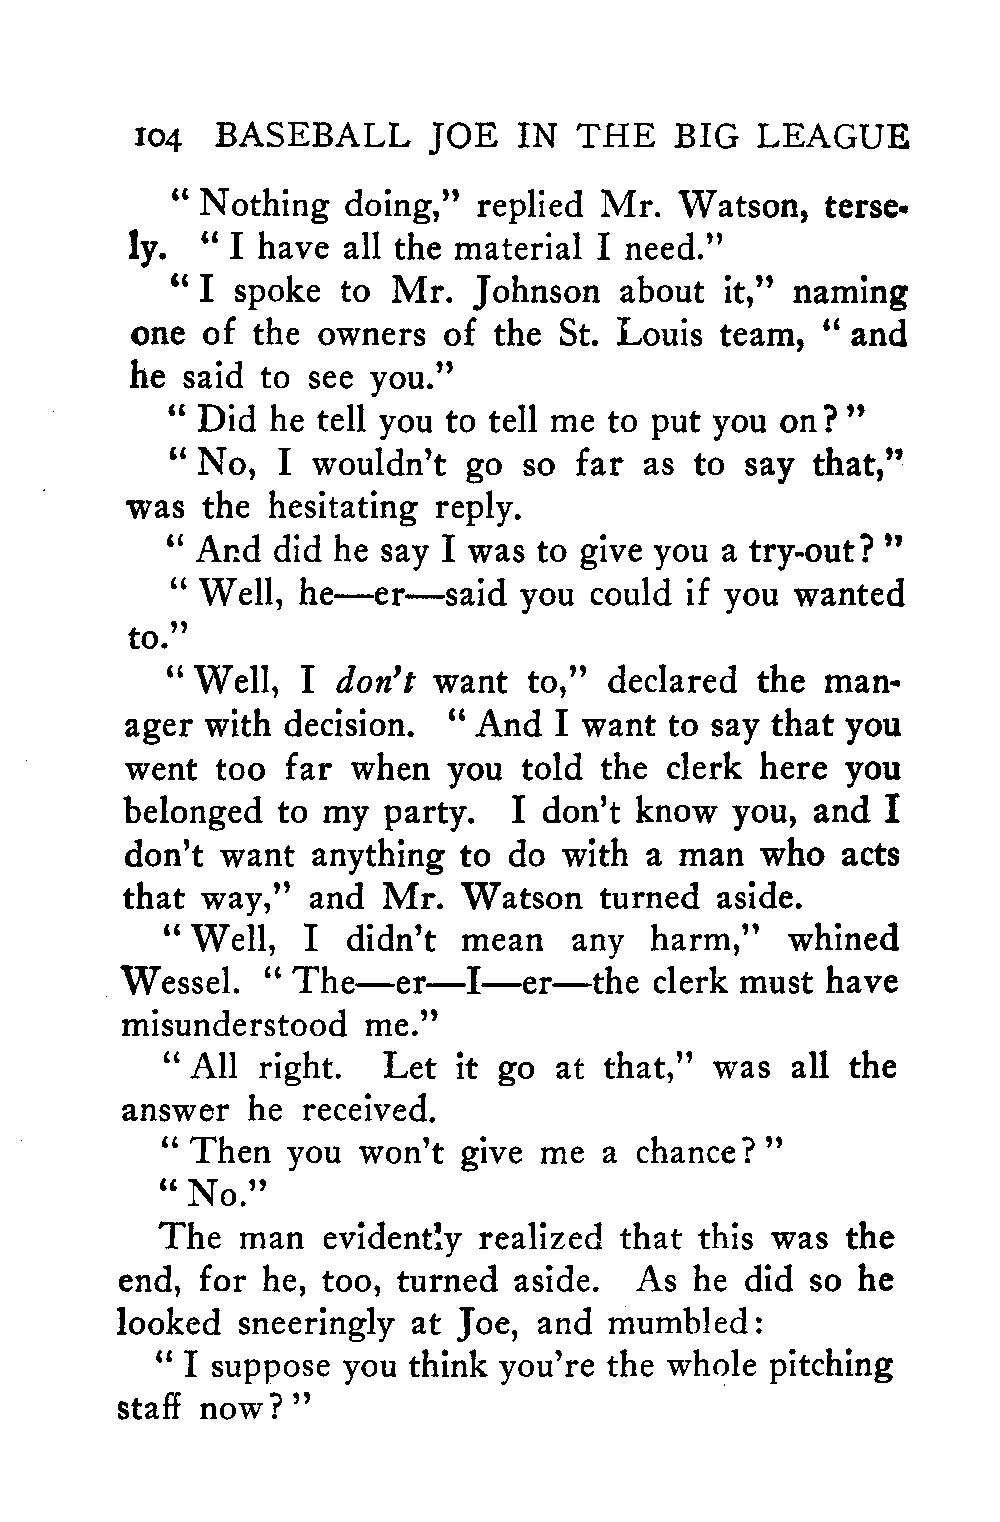 104 BASEBALL JOE IN THE BIG LEAGUE
“ Nothing doing,” replied Mr. Watson, terse-
ly. “ I have all the material I need.”
“ I spoke to Mr. Johnson about it,” naming
one of the owners of the St. Louis team, “ and
he said to see you.”
“ Did he tell you to tell me to put you on? ”
“ No, I wouldn’t go so far as to say that,”
was the hesitating reply.
“ And did he say I was to give you a try-out? ”
“ Well, he—er—said you could if you wanted
to.”
“ Well, I don’t want to,” declared the man-
ager with decision. “ And I want to say that you
went too far when you told the clerk here you
belonged to my party. I don’t know you, and I
don’t want anything to do with a man who acts
that way,” and Mr. Watson turned aside.
“ Well, I didn’t mean any harm,” whined
Wessel. “ The—er—I—er—the clerk must have
misunderstood me.”
“ All right. Let it go at that,” was all the
answer he received.
“ Then you won’t give me a chance? ”
“ No.”
The man evidently realized that this was the
end, for he, too, turned aside. As he did so he
looked sneeringly at Joe, and mumbled:
“ I suppose you think you’re the whole pitching
staff now? ”